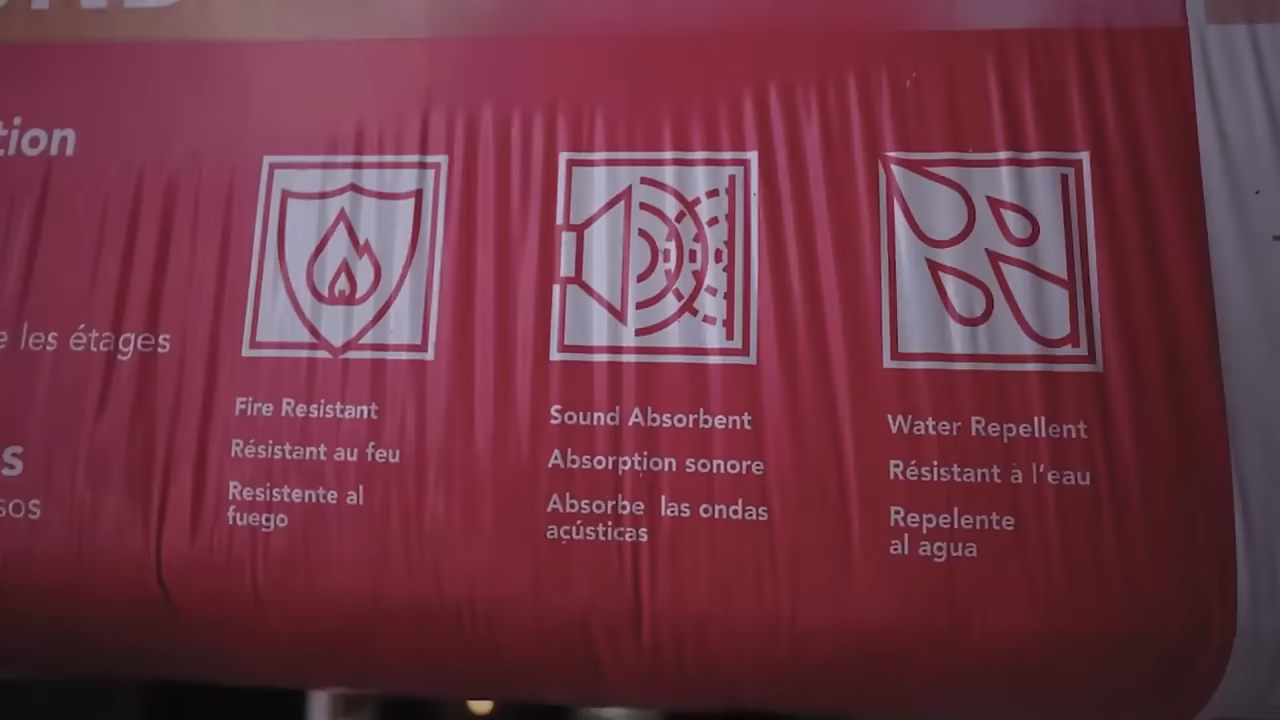 tion
e les étages
s
sos
Fire Resistant
Résistant au feu
Resistente al
fuego
Sound Absorbent
Absorption sonore
Absorbe las ondas
acústicas
Water Repellent
Résistant à l'eau
Repelente
al agua